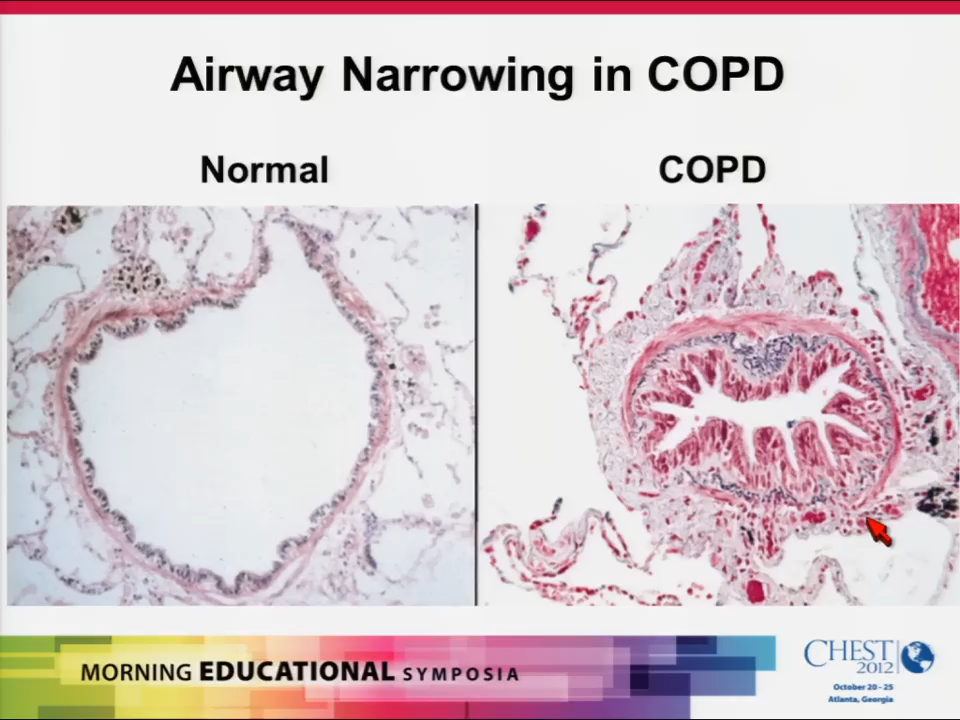 Airway Narrowing in COPD
Normal
COPD
MORNING EDUCATIONAL SYMPOSIA
CHEST
2012
October 20–25
Atlanta, Georgia